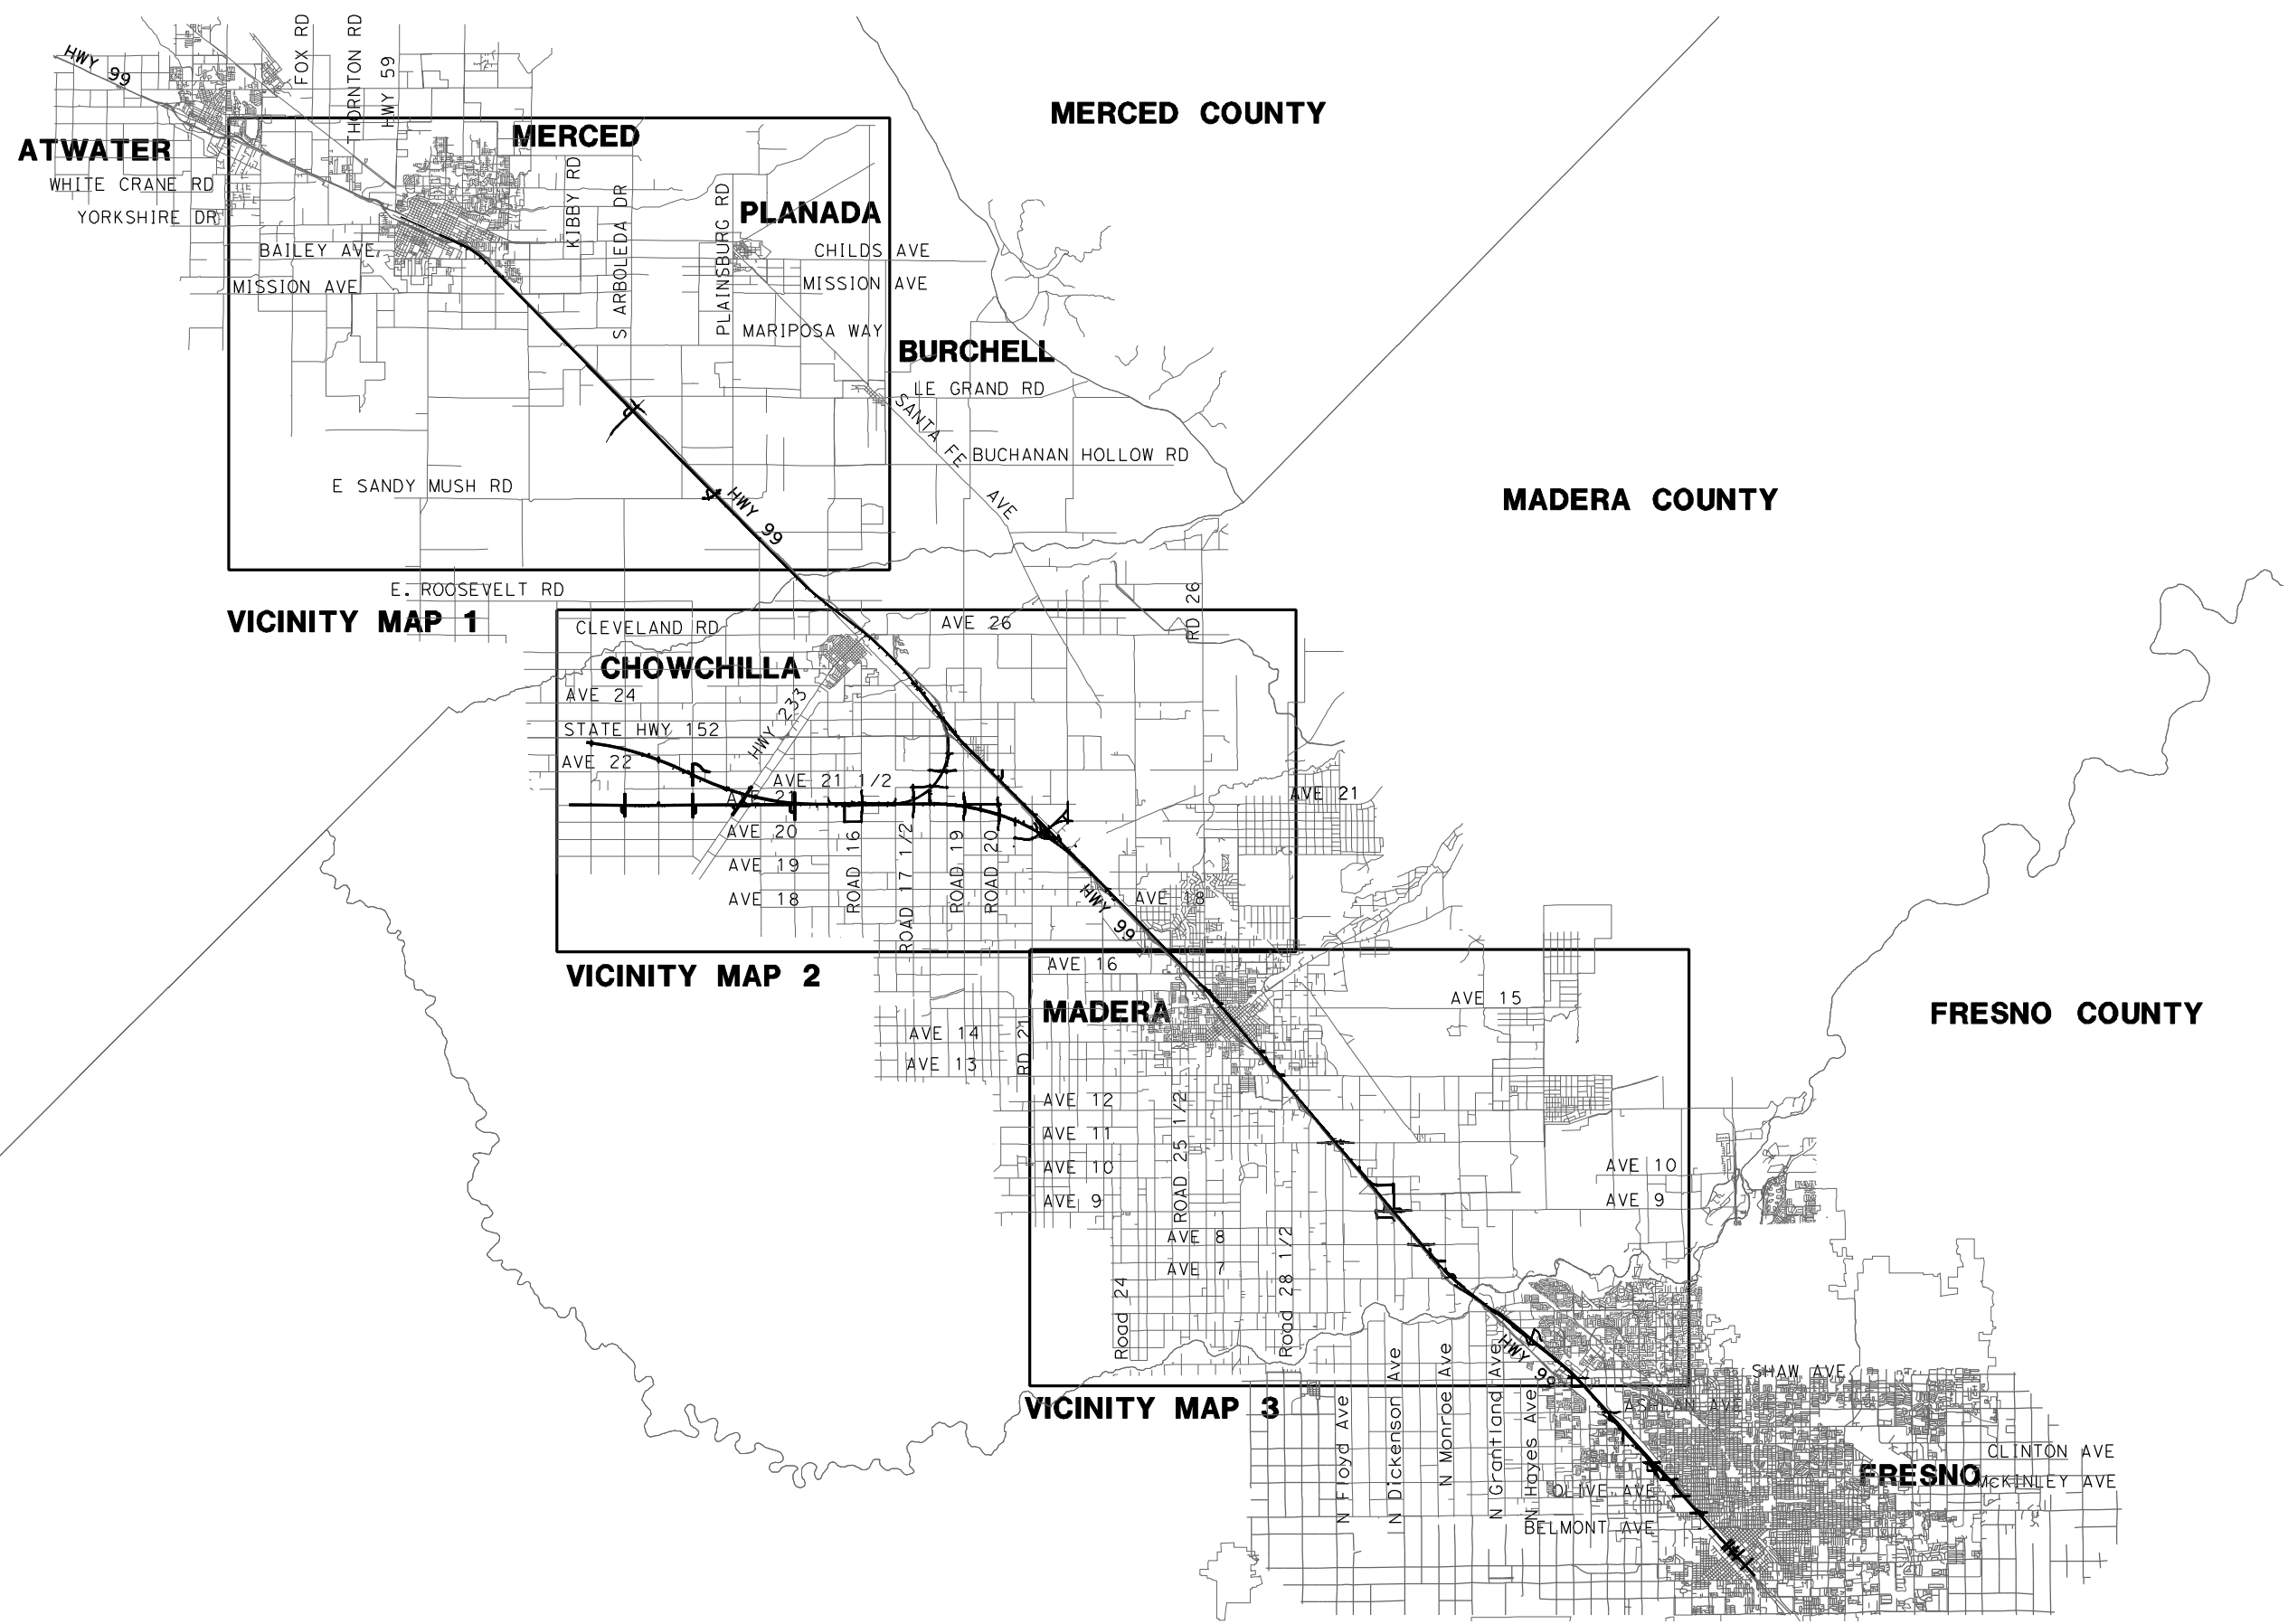 FOX RD
THORNTON RD
HWY 59
HWY 99
MERCED COUNTY
ATWATER
MERCED
WHITE CRANE RD
YORKSHIRE DR
KIBBY RD
S ARBOLEDA DR
PLAINSBURG RD
PLANADA
BAILEY AVE
CHILDS AVE
MISSION AVE
MISSION AVE
MARIPOSA WAY
BURCHELL
LE GRAND RD
SANTA FE AVE
BUCHANAN HOLLOW RD
E SANDY MUSH RD
HWY 99
MADERA COUNTY
E. ROOSEVELT RD
VICINITY MAP 1
CLEVELAND RD
AVE 26
RD 26
CHOWCHILLA
AVE 24
HWY 233
STATE HWY 152
AVE 22
AVE 21 1/2
AVE 21
AVE 21
AVE 20
AVE 19
AVE 18
ROAD 16
ROAD 17 1/2
ROAD 19
ROAD 20
HWY 99
AVE 18
VICINITY MAP 2
AVE 16
MADERA
AVE 15
FRESNO COUNTY
AVE 14
AVE 13
RD 21
AVE 12
AVE 11
AVE 10
AVE 9
ROAD 25 1/2
AVE 10
AVE 9
AVE 8
AVE 7
Road 24
Road 28 1/2
HWY 99
VICINITY MAP 3
N Floyd Ave
N Dickenson Ave
N Monroe Ave
N Grantland Ave
N Hayes Ave
SHAW AVE
ASHLAN AVE
CLINTON AVE
FRESNO
McKINLEY AVE
OLIVE AVE
BELMONT AVE